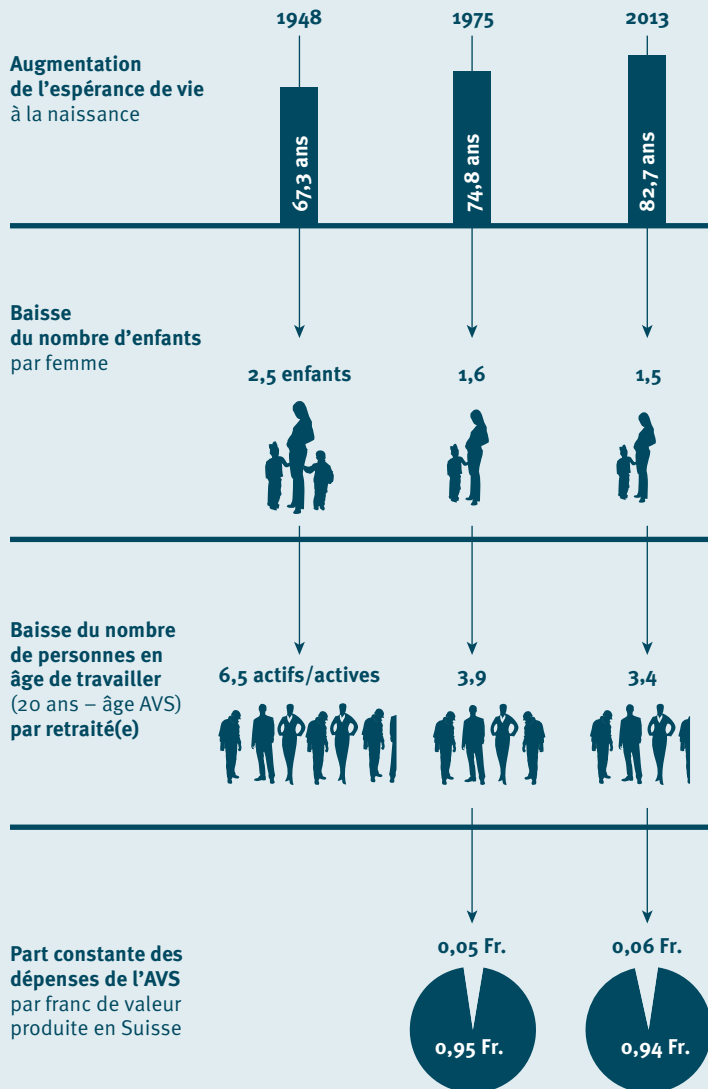 1948 1975 2013
Augmentation
de l’espérance de vie
à la naissance
67,3 ans
74,8 ans
82,7 ans
Baisse
du nombre d’enfants
par femme
2,5 enfants 1,6 1,5
Baisse du nombre
de personnes en
âge de travailler
(20 ans – âge AVS)
par retraité(e)
6,5 actifs/actives 3,9 3,4
Part constante des
dépenses de l’AVS
par franc de valeur
produite en Suisse
0,05 Fr. 0,06 Fr.
0,95 Fr. 0,94 Fr.